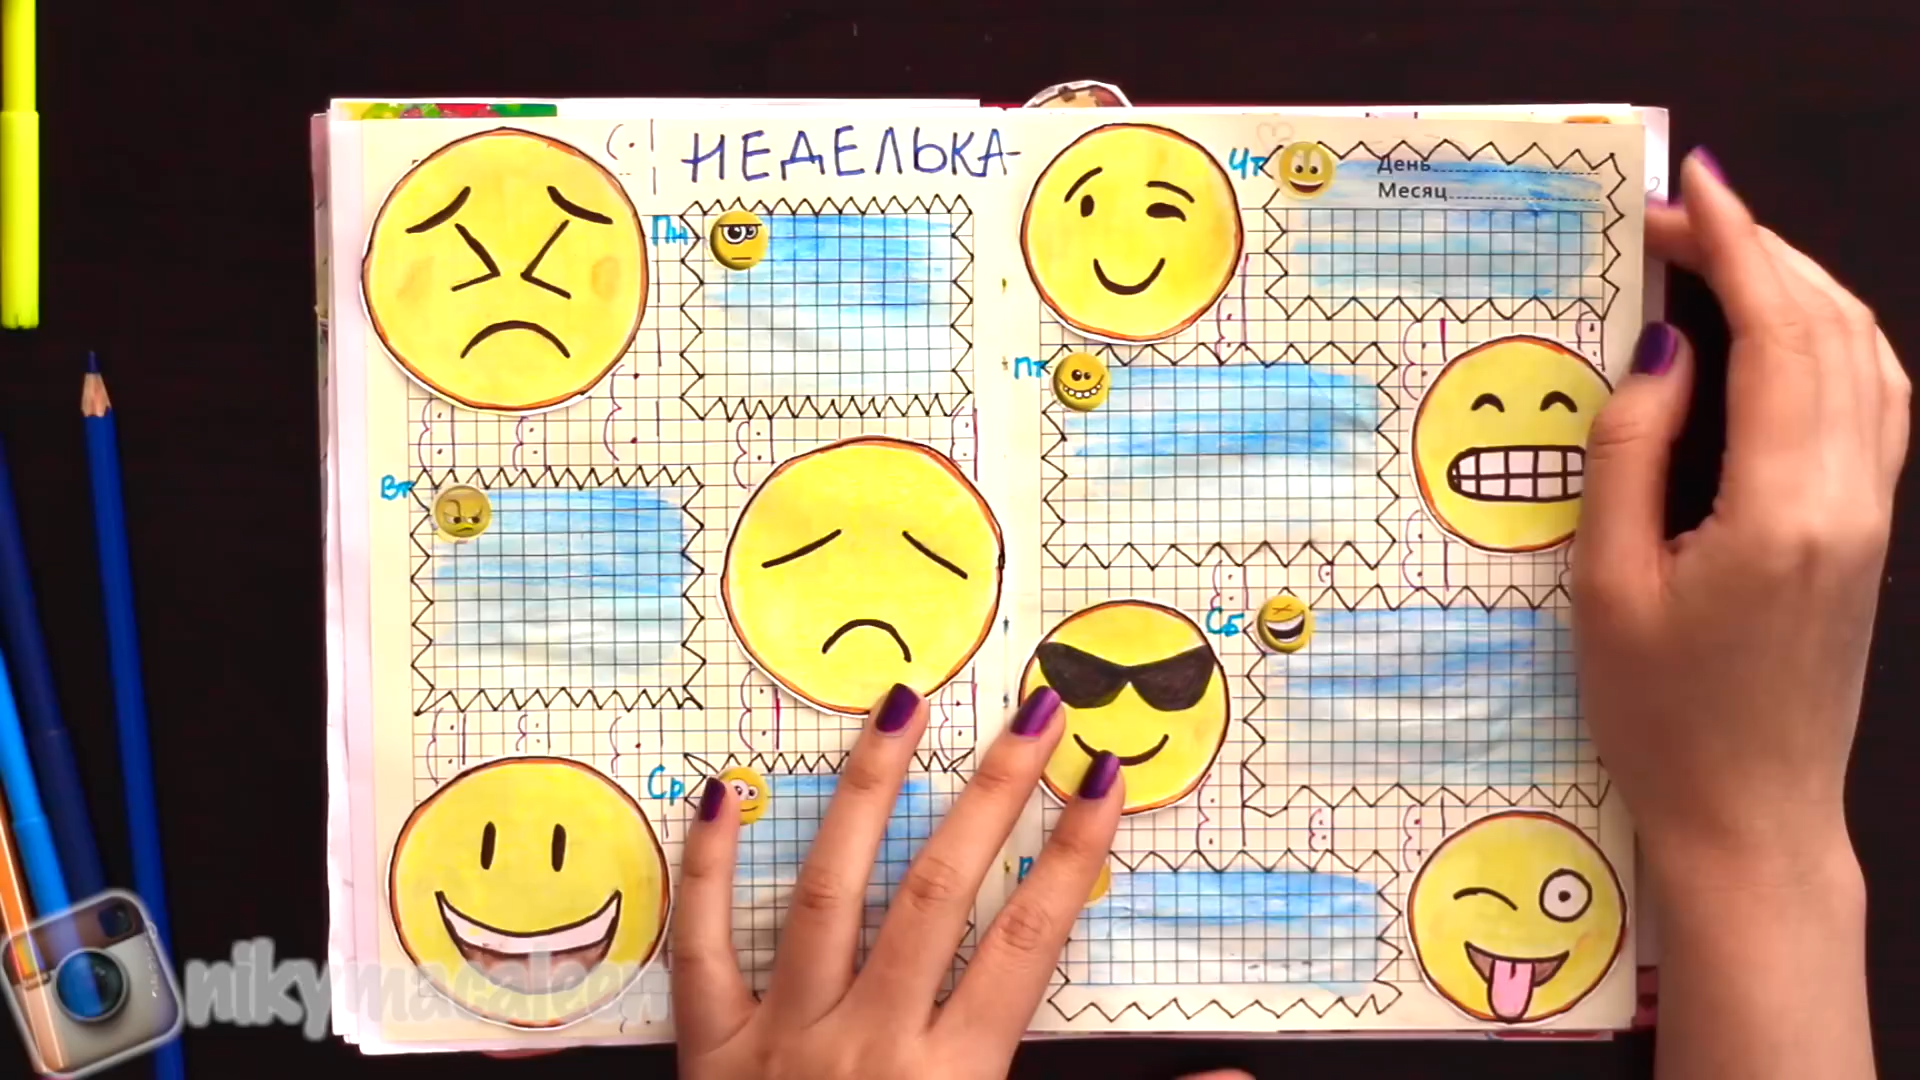 НЕДЕЛЬКА-
Пн
Вт
Ср
Чт
День
Месяц
Пт
Сб
nikymacaleen